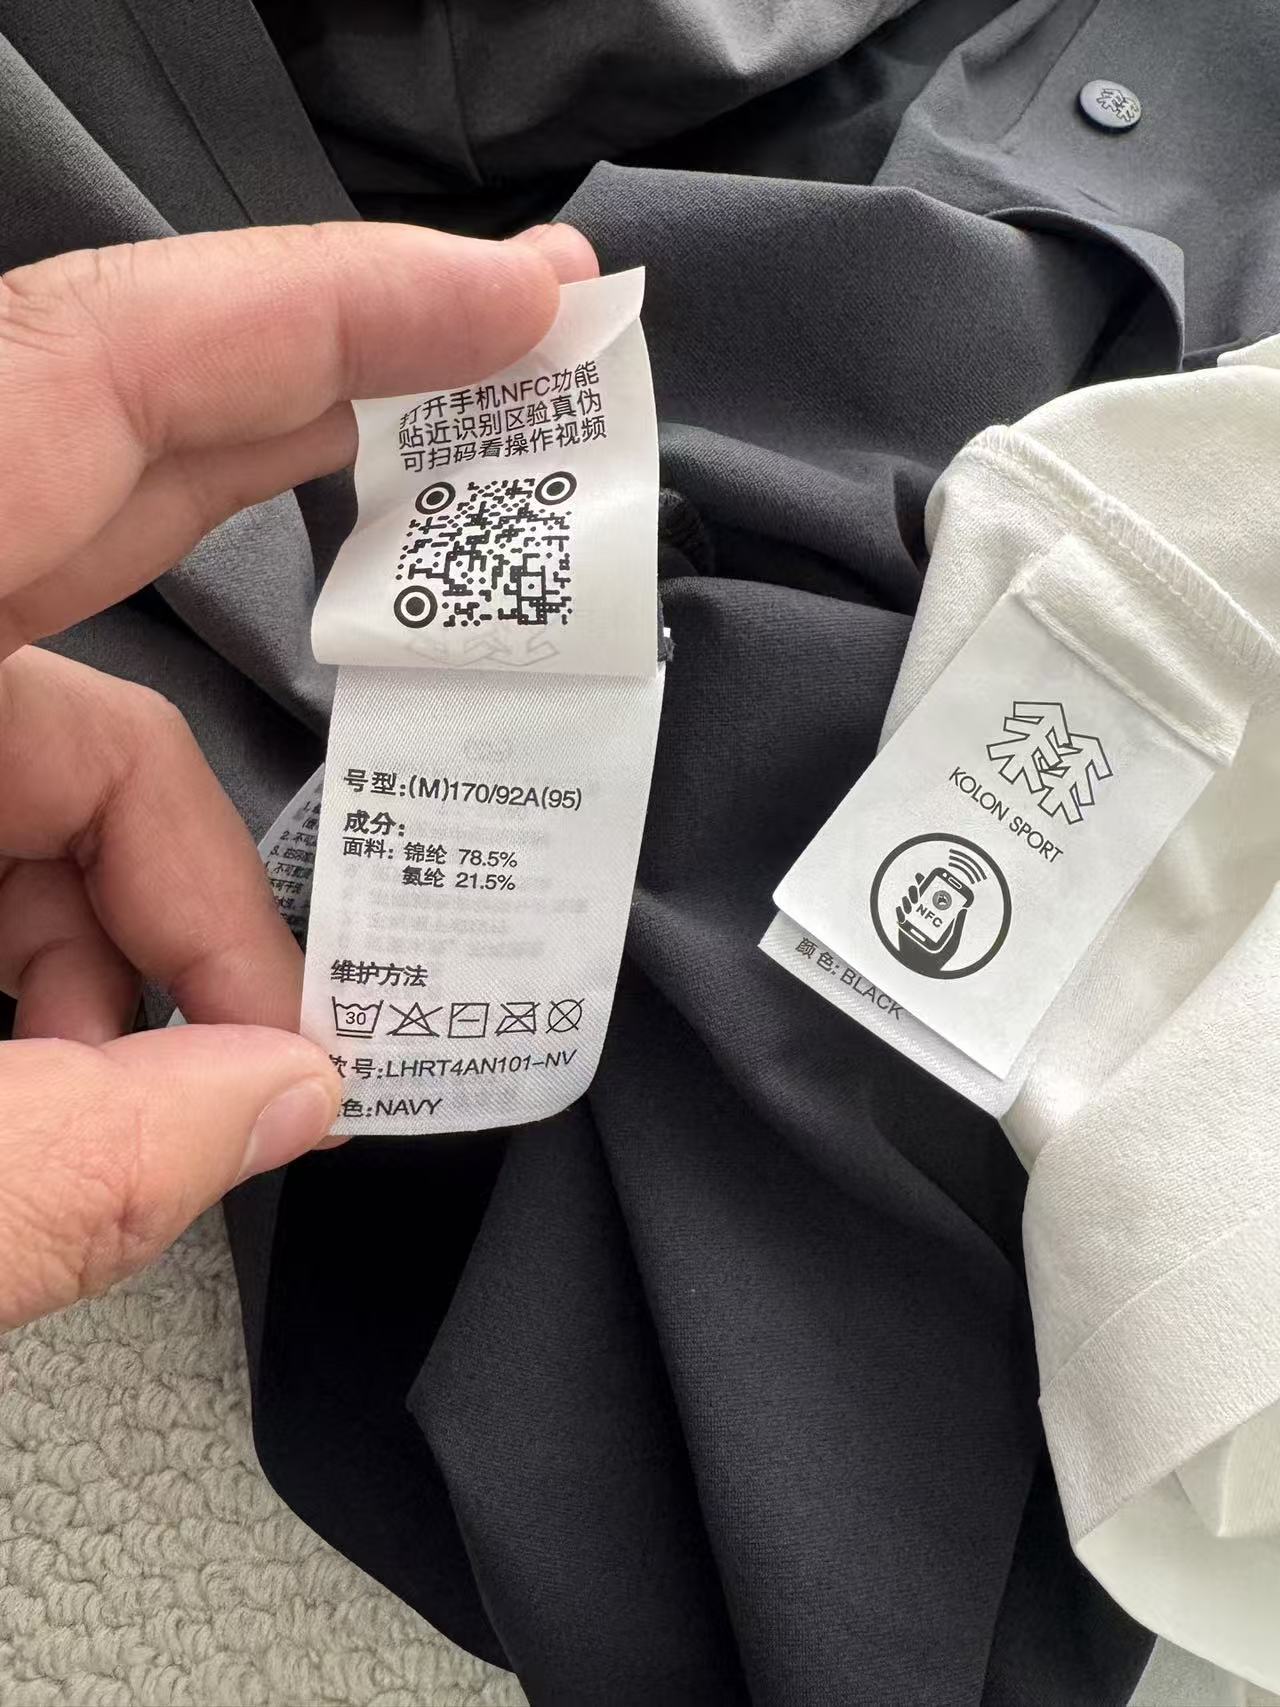 打开手机NFC功能
贴近识别区验真伪
可扫码看操作视频
号型:(M)170/92A(95)
成分:
面料: 锦纶 78.5%
氨纶 21.5%
维护方法
30
号:LHRT4AN101-NV
色:NAVY
KOLON SPORT
NFC
颜色:BLACK